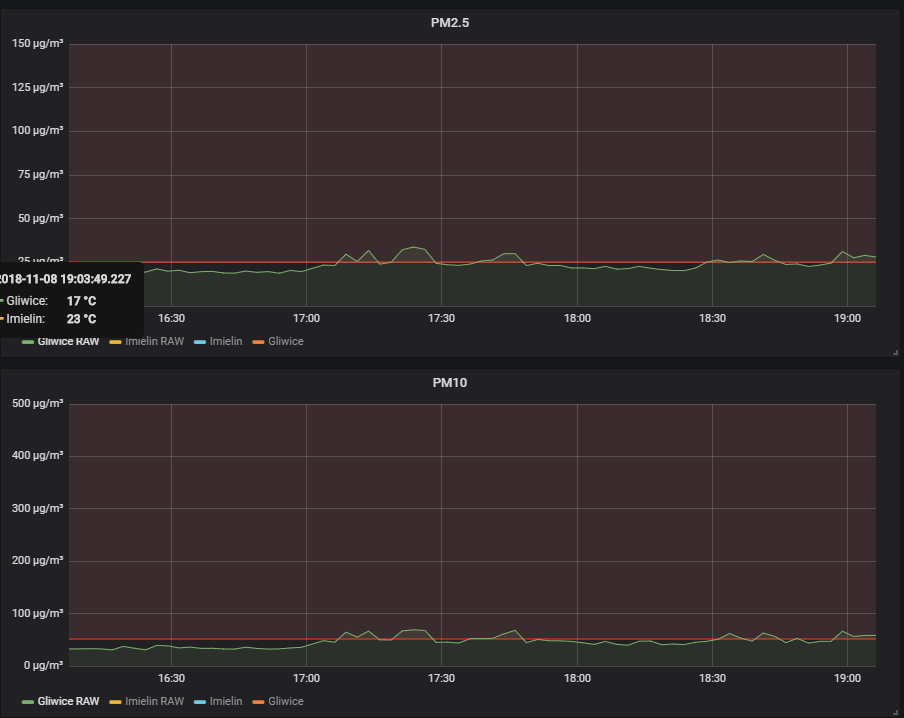 PM2.5
150 µg/m³
125 µg/m³
100 µg/m³
75 µg/m³
50 µg/m³
25 µg/m³
2018-11-08 19:03:49.227
Gliwice: 17 °C
Imielin: 23 °C
16:30 17:00 17:30 18:00 18:30 19:00
Gliwice RAW Imielin RAW Imielin Gliwice
PM10
500 µg/m³
400 µg/m³
300 µg/m³
200 µg/m³
100 µg/m³
0 µg/m³
16:30 17:00 17:30 18:00 18:30 19:00
Gliwice RAW Imielin RAW Imielin Gliwice